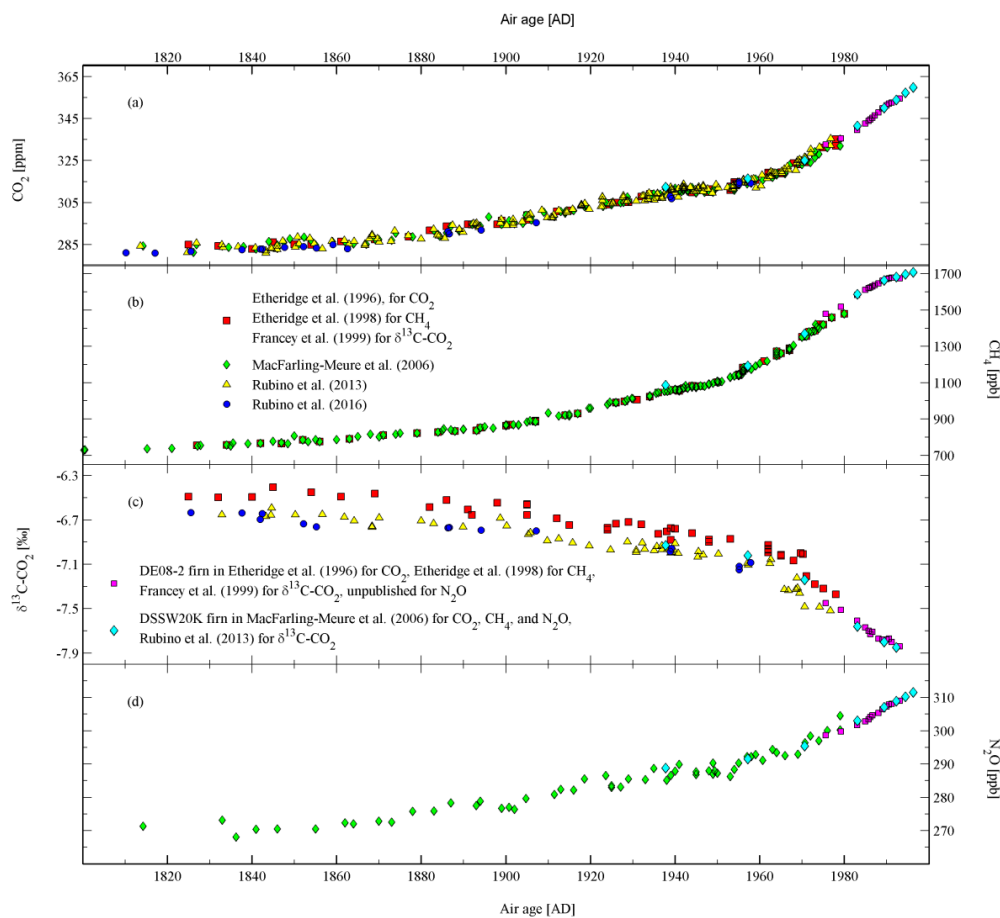 Air age [AD]
1820 1840 1860 1880 1900 1920 1940 1960 1980
365
345
325
305
285
CO2 [ppm]
(a)
(b)
Etheridge et al. (1996), for CO2
Etheridge et al. (1998) for CH4
Francey et al. (1999) for δ13C-CO2
MacFarling-Meure et al. (2006)
Rubino et al. (2013)
Rubino et al. (2016)
1700
1500
1300
1100
900
700
CH4 [ppb]
-6.3
-6.7
-7.1
-7.5
-7.9
δ13C-CO2 [‰]
(c)
DE08-2 firn in Etheridge et al. (1996) for CO2, Etheridge et al. (1998) for CH4,
Francey et al. (1999) for δ13C-CO2, unpublished for N2O
DSSW20K firn in MacFarling-Meure et al. (2006) for CO2, CH4, and N2O,
Rubino et al. (2013) for δ13C-CO2
(d)
310
300
290
280
270
N2O [ppb]
1820 1840 1860 1880 1900 1920 1940 1960 1980
Air age [AD]